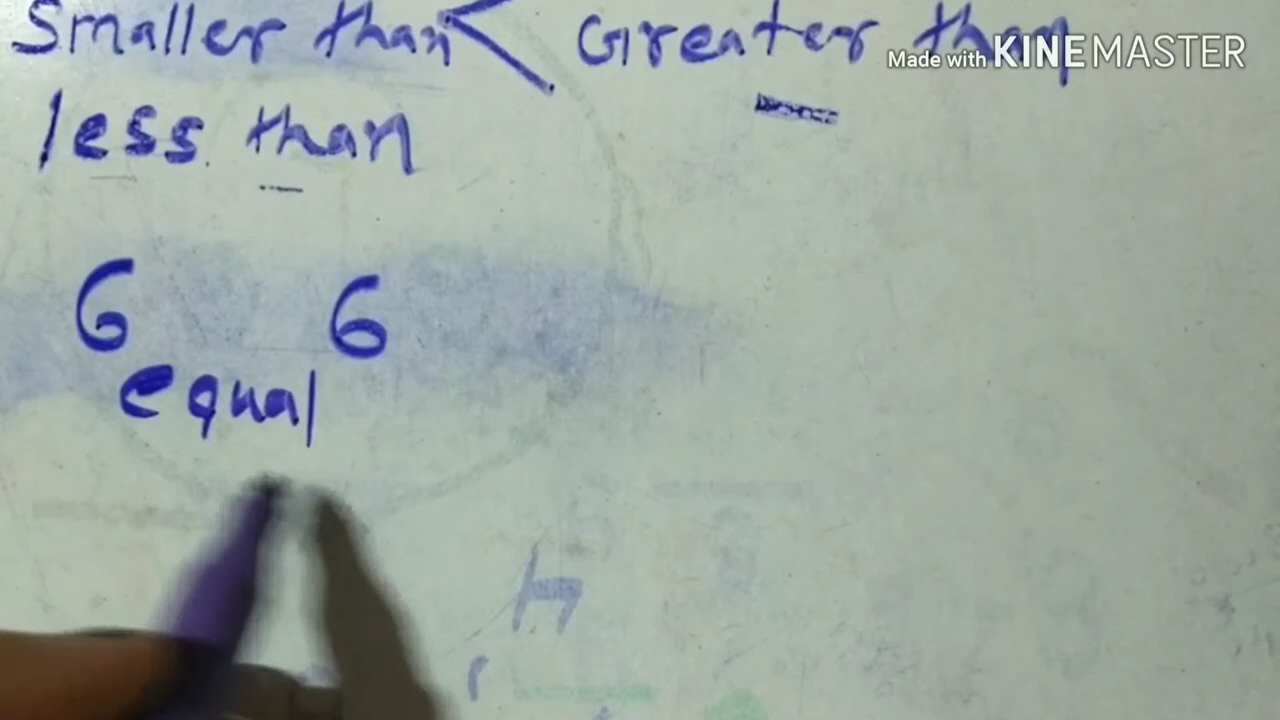 Smaller than < Greater than
Made with KINEMASTER
less than
6 6
equal